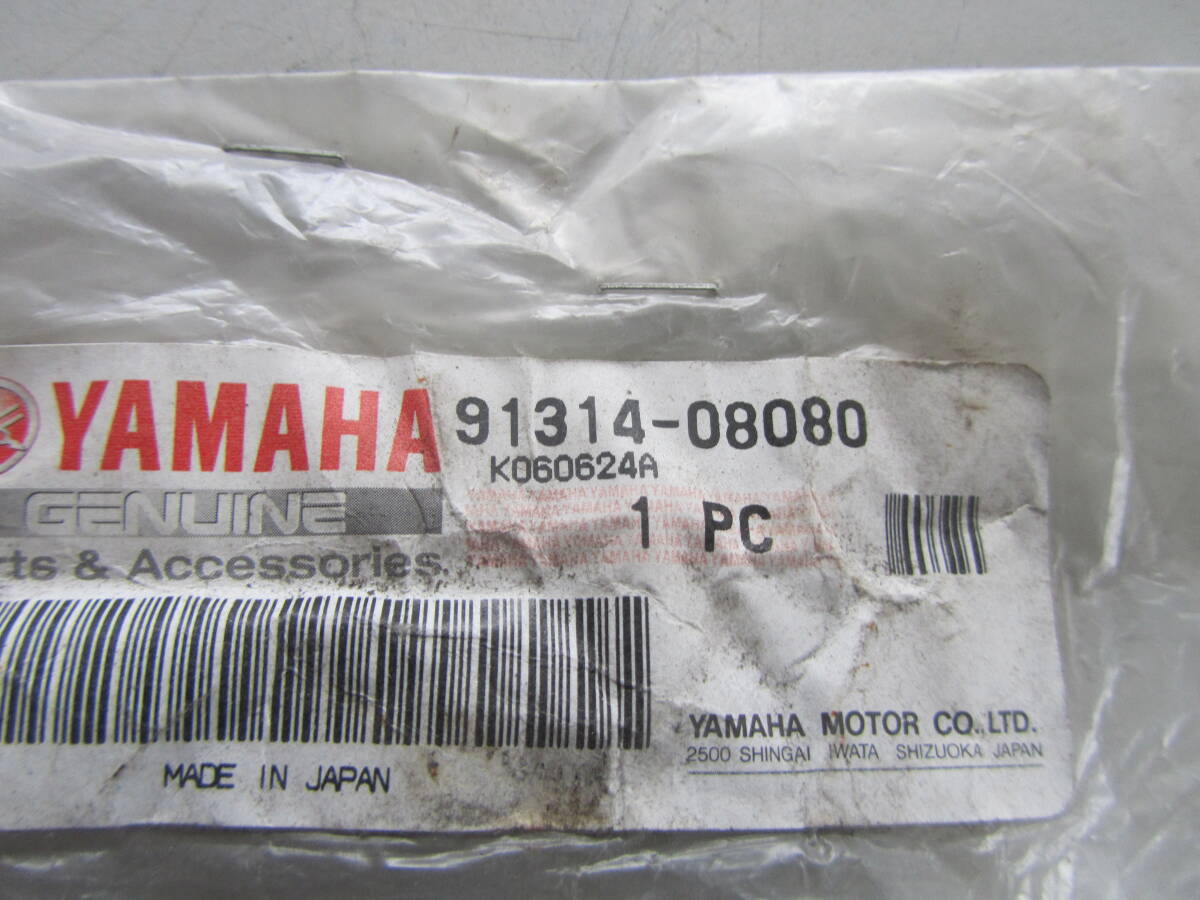 YAMAHA 91314-08080
K060624A
GENUINE
1 PC
rts & Accessories.
MADE IN JAPAN
YAMAHA MOTOR CO.,LTD.
2500 SHINGAI IWATA SHIZUOKA JAPAN